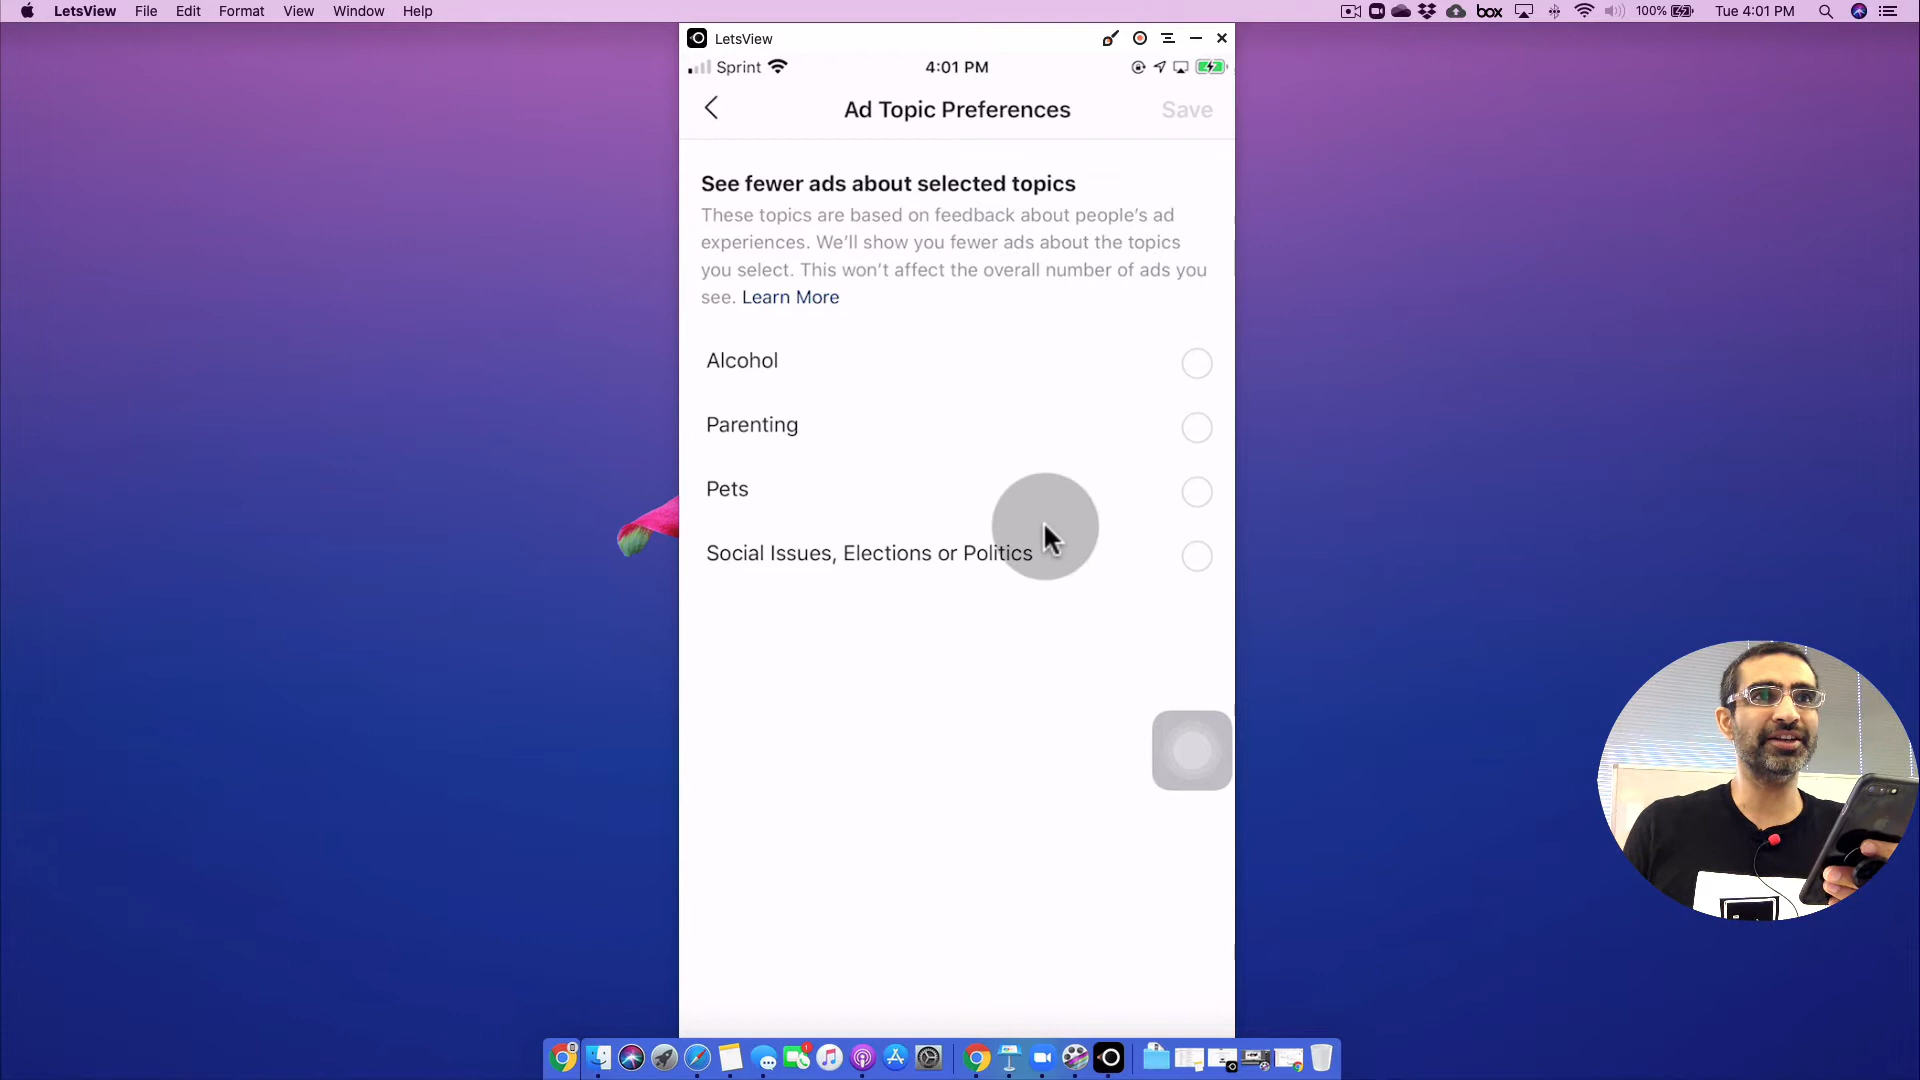 LetsView File Edit Format View Window Help
box 100% Tue 4:01 PM
LetsView
Sprint 4:01 PM
Ad Topic Preferences Save
See fewer ads about selected topics
These topics are based on feedback about people's ad
experiences. We'll show you fewer ads about the topics
you select. This won't affect the overall number of ads you
see. Learn More
Alcohol
Parenting
Pets
Social Issues, Elections or Politics